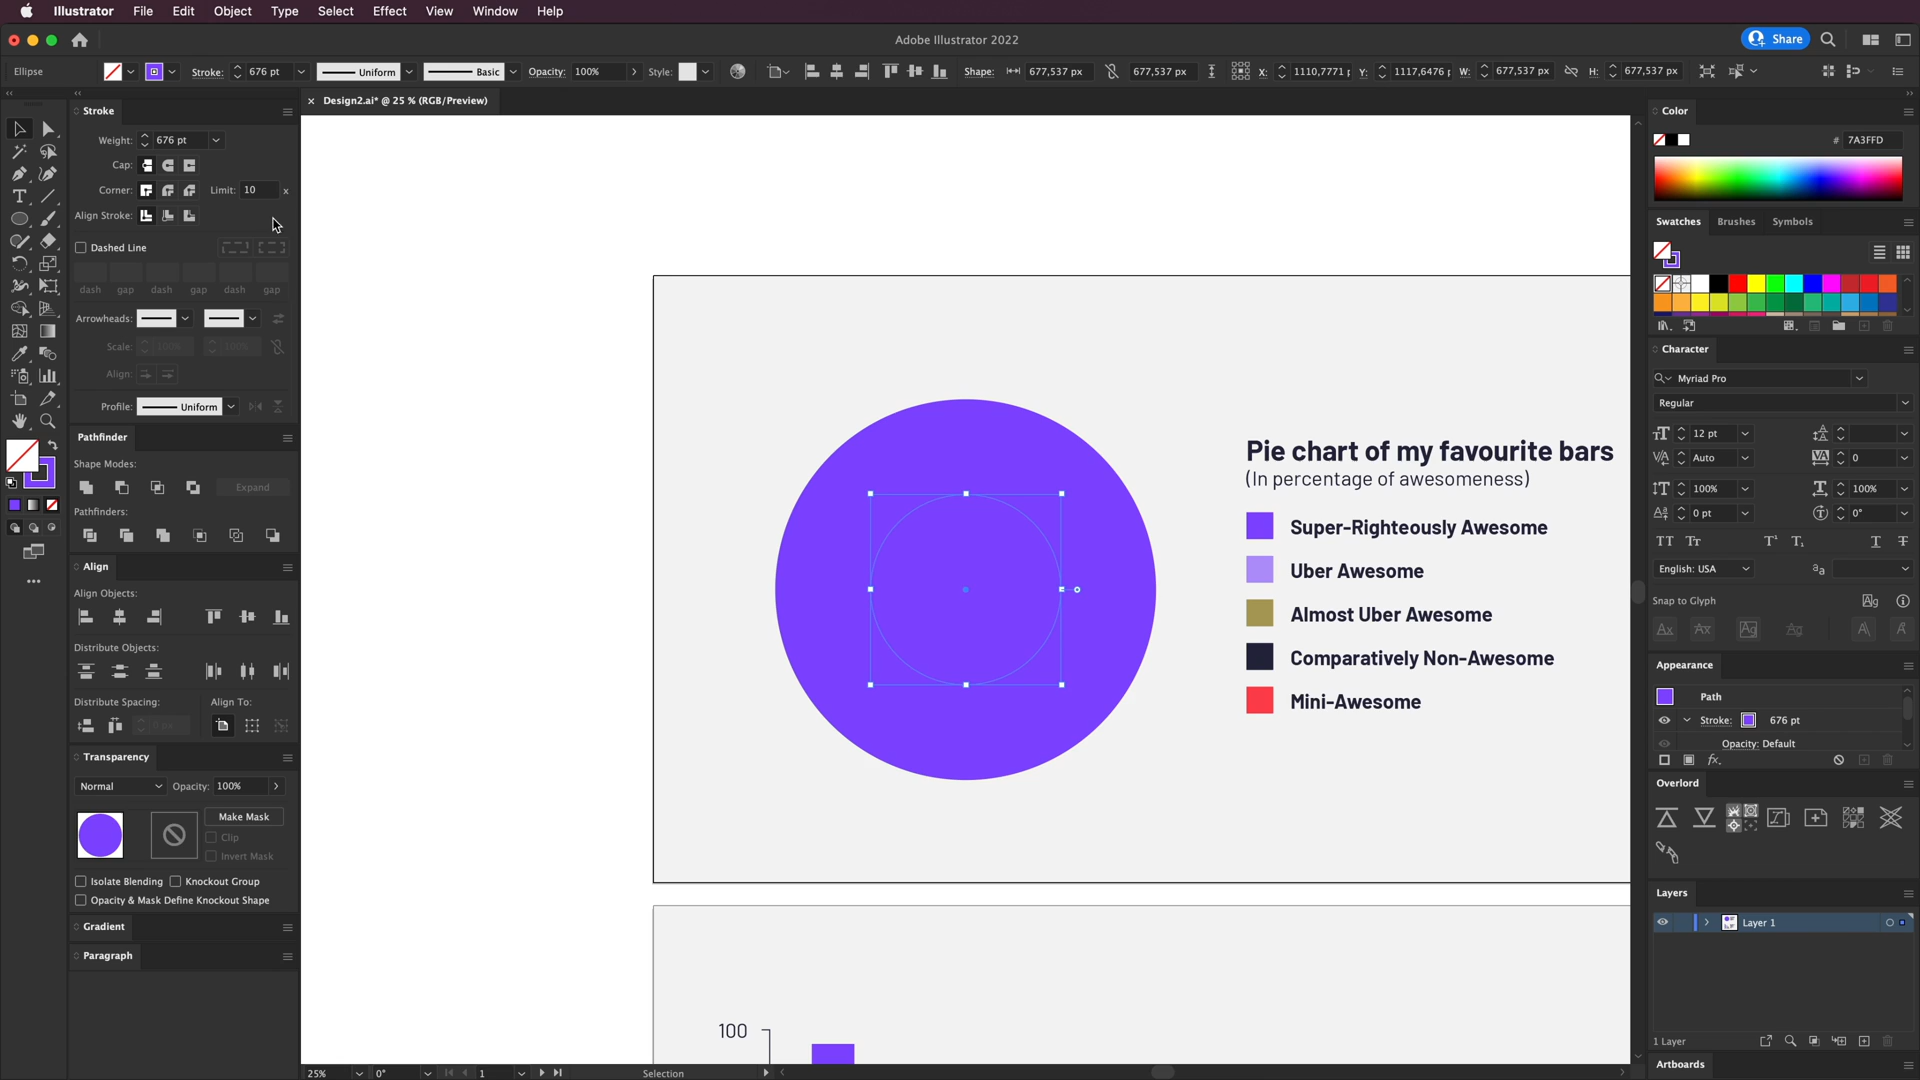 Illustrator File Edit Object Type Select Effect View Window Help
Adobe Illustrator 2022
Share
Ellipse
Stroke: 676 pt
Uniform
Basic
Opacity: 100%
Style:
Shape: 677,537 px
677,537 px
X: 1110,7771 p
Y: 1117,6476 p
W: 677,537 px
H: 677,537 px
Design2.ai* @ 25 % (RGB/Preview)
Stroke
Weight: 676 pt
Cap:
Corner:
Limit: 10 x
Align Stroke:
Dashed Line
dash gap dash gap dash gap
Arrowheads:
Scale: 100% 100%
Align:
Profile: Uniform
Pathfinder
Shape Modes:
Expand
Pathfinders:
Align
Align Objects:
Distribute Objects:
Distribute Spacing:
Align To:
0 px
Transparency
Normal
Opacity: 100%
Make Mask
Clip
Invert Mask
Isolate Blending
Knockout Group
Opacity & Mask Define Knockout Shape
Gradient
Paragraph
Pie chart of my favourite bars
(In percentage of awesomeness)
Super-Righteously Awesome
Uber Awesome
Almost Uber Awesome
Comparatively Non-Awesome
Mini-Awesome
100
25%
0°
1
Selection
Color
# 7A3FFD
Swatches Brushes Symbols
Character
Myriad Pro
Regular
12 pt
Auto
0
100%
100%
0 pt
0°
English: USA
Snap to Glyph
Appearance
Path
Stroke: 676 pt
Opacity: Default
Overlord
Layers
Layer 1
1 Layer
Artboards